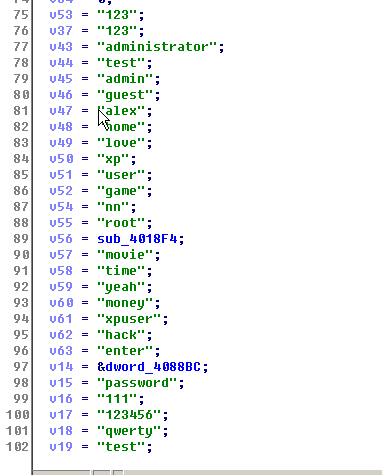 75 v53 = "123";
76 v37 = "123";
77 v43 = "administrator";
78 v44 = "test";
79 v45 = "admin";
80 v46 = "guest";
81 v47 = "alex";
82 v48 = "home";
83 v49 = "love";
84 v50 = "xp";
85 v51 = "user";
86 v52 = "game";
87 v54 = "nn";
88 v55 = "root";
89 v56 = sub_4018F4;
90 v57 = "movie";
91 v58 = "time";
92 v59 = "yeah";
93 v60 = "money";
94 v61 = "xpuser";
95 v62 = "hack";
96 v63 = "enter";
97 v14 = &dword_4088BC;
98 v15 = "password";
99 v16 = "111";
100 v17 = "123456";
101 v18 = "qwerty";
102 v19 = "test";